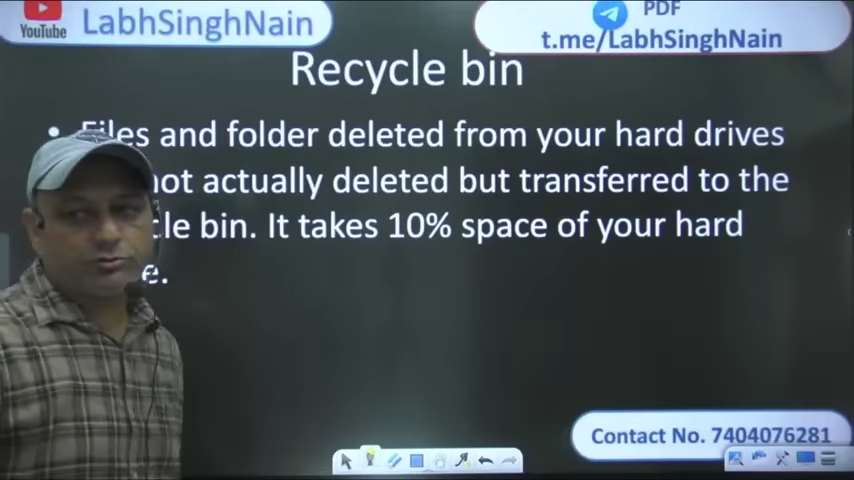 YouTube
LabhSinghNain
PDF
t.me/LabhSinghNain
Recycle bin
• Files and folder deleted from your hard drives
not actually deleted but transferred to the
cle bin. It takes 10% space of your hard
e.
Contact No. 7404076281